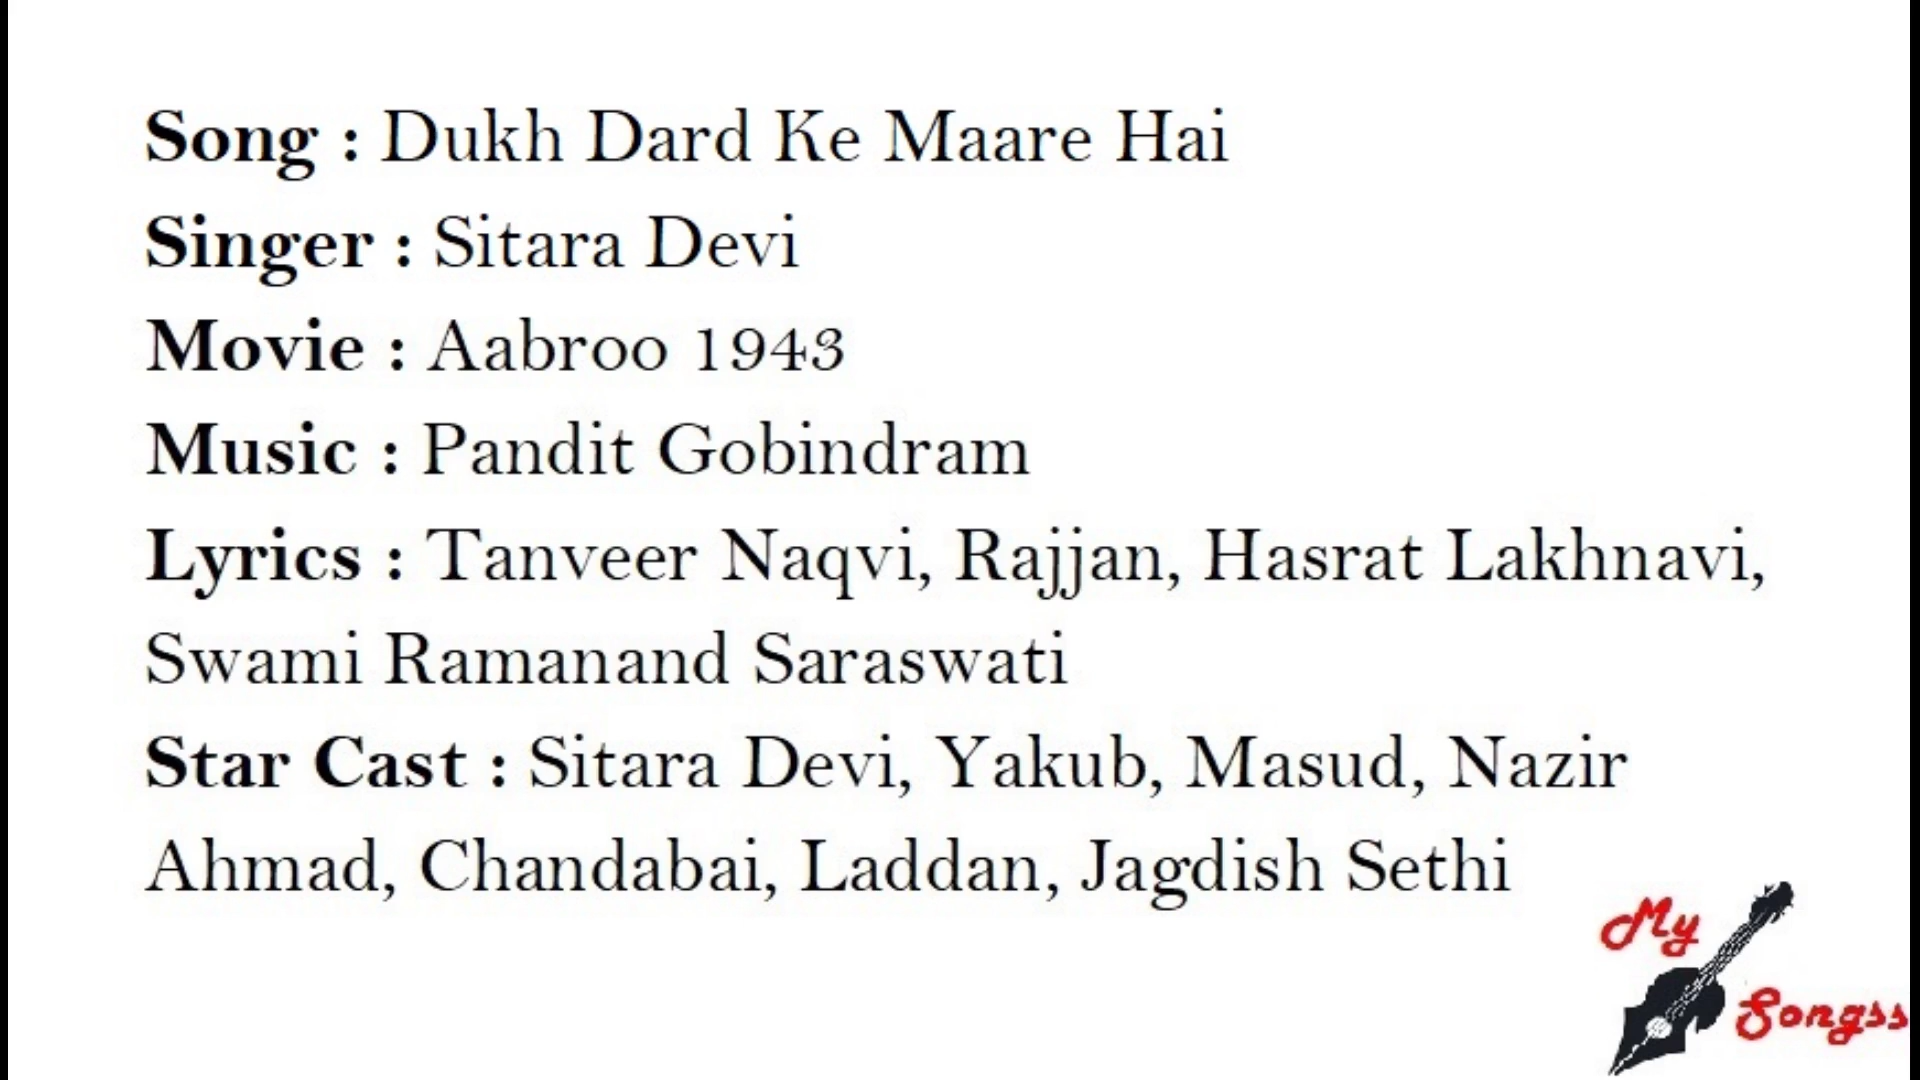 Song : Dukh Dard Ke Maare Hai
Singer : Sitara Devi
Movie : Aabroo 1943
Music : Pandit Gobindram
Lyrics : Tanveer Naqvi, Rajjan, Hasrat Lakhnavi,
Swami Ramanand Saraswati
Star Cast : Sitara Devi, Yakub, Masud, Nazir
Ahmad, Chandabai, Laddan, Jagdish Sethi
My
Songss